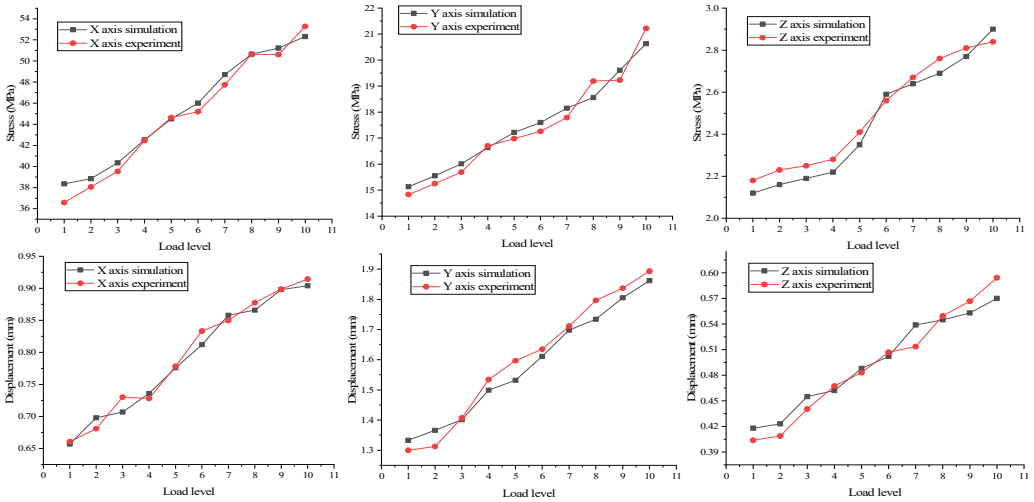 X axis simulation
X axis experiment
Stress (MPa)
54
52
50
48
46
44
42
40
38
36
0 1 2 3 4 5 6 7 8 9 10 11
Load level
Y axis simulation
Y axis experiment
Stress (MPa)
22
21
20
19
18
17
16
15
14
0 1 2 3 4 5 6 7 8 9 10 11
Load level
Z axis simulation
Z axis experiment
Stress (MPa)
3.0
2.8
2.6
2.4
2.2
2.0
0 1 2 3 4 5 6 7 8 9 10 11
Load level
X axis simulation
X axis experiment
Displacement (mm)
0.95
0.90
0.85
0.80
0.75
0.70
0.65
0 1 2 3 4 5 6 7 8 9 10 11
Load level
Y axis simulation
Y axis experiment
Displacement (mm)
1.9
1.8
1.7
1.6
1.5
1.4
1.3
0 1 2 3 4 5 6 7 8 9 10 11
Load level
Z axis simulation
Z axis experiment
Displacement (mm)
0.60
0.57
0.54
0.51
0.48
0.45
0.42
0.39
0 1 2 3 4 5 6 7 8 9 10 11
Load level